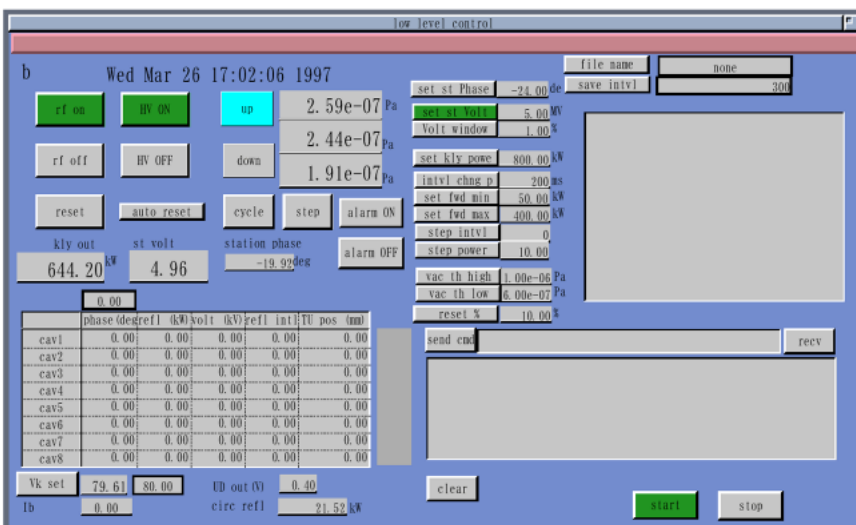 low level control
b Wed Mar 26 17:02:06 1997
file name none
save intvl 300
rf on HV ON up 2.59e-07 Pa
2.44e-07 Pa
rf off HV OFF down 1.91e-07 Pa
reset auto reset cycle step alarm ON
alarm OFF
kly out st volt station phase
644.20 kW 4.96 -19.92 deg
set st Phase -24.00 de
set st Volt 5.00 MV
Volt window 1.00 %
set kly powe 800.00 kW
intvl chng p 200 ms
set fwd min 50.00 kW
set fwd max 400.00 kW
step intvl 0
step power 10.00
vac th high 1.00e-06 Pa
vac th low 6.00e-07 Pa
reset % 10.00 %
0.00
phase (deg refl (kW) volt (kV) refl intl TU pos (mm)
cav1 0.00 0.00 0.00 0.00 0.00
cav2 0.00 0.00 0.00 0.00 0.00
cav3 0.00 0.00 0.00 0.00 0.00
cav4 0.00 0.00 0.00 0.00 0.00
cav5 0.00 0.00 0.00 0.00 0.00
cav6 0.00 0.00 0.00 0.00 0.00
cav7 0.00 0.00 0.00 0.00 0.00
cav8 0.00 0.00 0.00 0.00 0.00
send cmd recv
Vk set 79.61 80.00 UD out (V) 0.40
Ib 0.00 circ refl 21.52 kW
clear
start stop